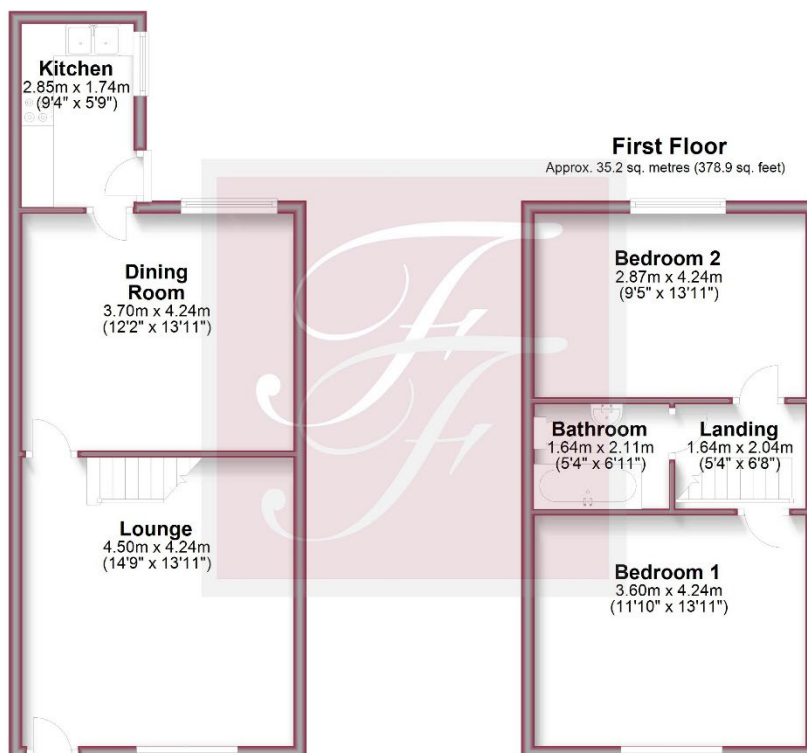 Kitchen
2.85m x 1.74m
(9'4" x 5'9")
Dining
Room
3.70m x 4.24m
(12'2" x 13'11")
Lounge
4.50m x 4.24m
(14'9" x 13'11")
First Floor
Approx. 35.2 sq. metres (378.9 sq. feet)
Bedroom 2
2.87m x 4.24m
(9'5" x 13'11")
Bathroom
1.64m x 2.11m
(5'4" x 6'11")
Landing
1.64m x 2.04m
(5'4" x 6'8")
Bedroom 1
3.60m x 4.24m
(11'10" x 13'11")
FF